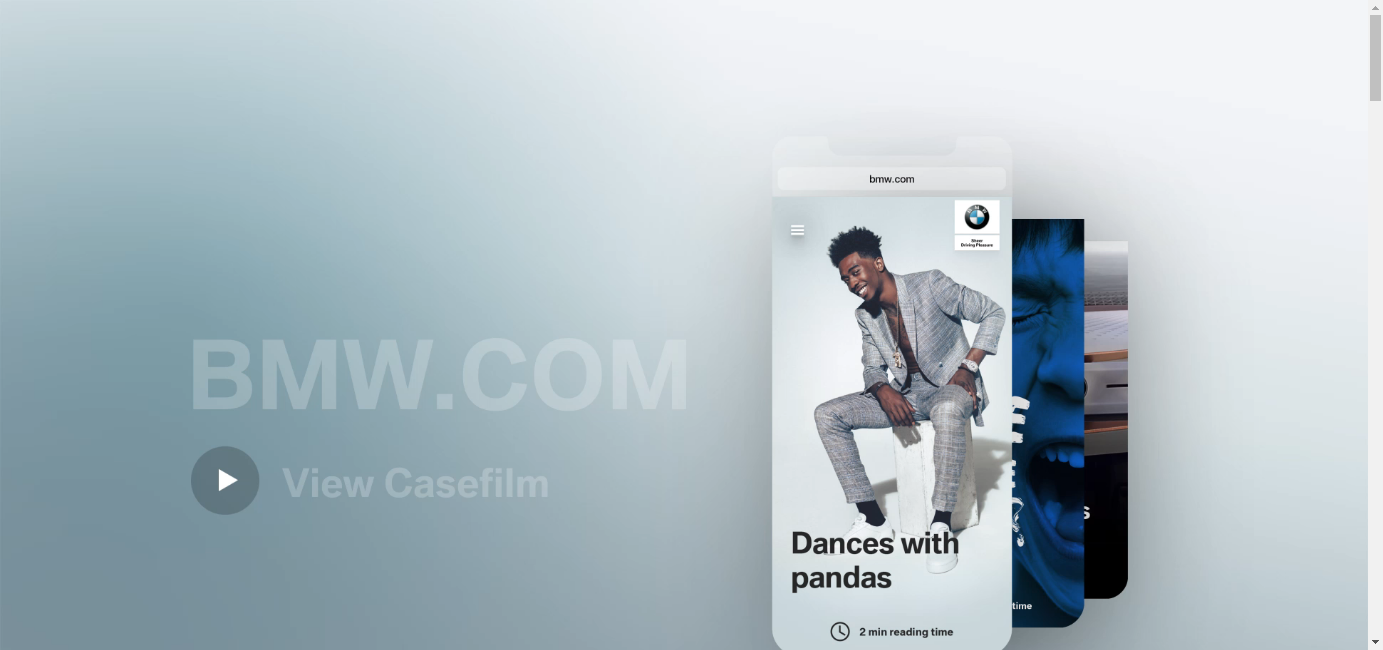 BMW.COM
View Casefilm
bmw.com
Sheer
Driving Pleasure
Dances with
pandas
2 min reading time
time
s